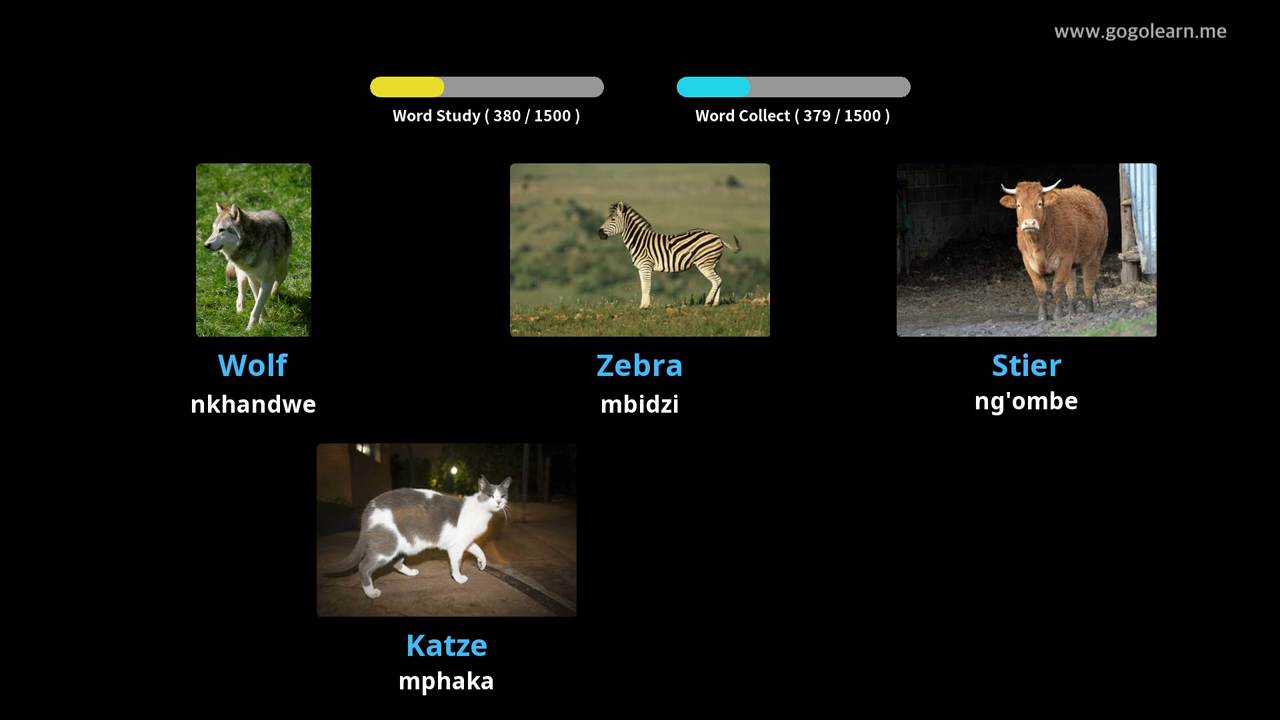 www.gogolearn.me
Word Study ( 380 / 1500 )
Word Collect ( 379 / 1500 )
Wolf
nkhandwe
Zebra
mbidzi
Stier
ng'ombe
Katze
mphaka